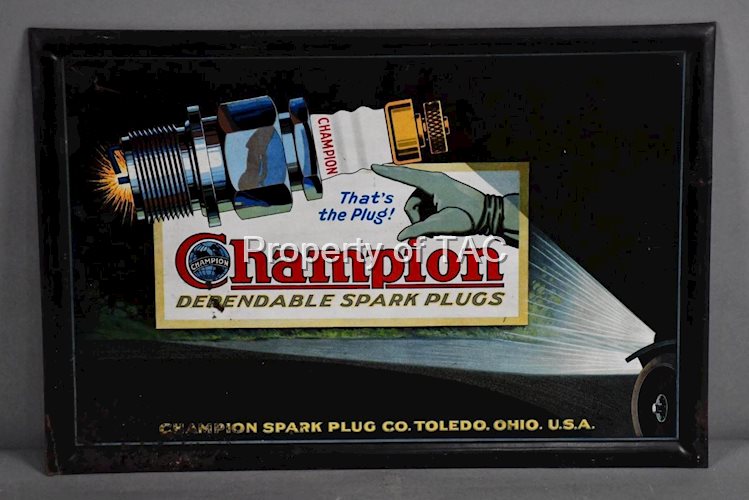 CHAMPION
That's
the Plug!
Champion
CHAMPION
Property of TAC
DEPENDABLE SPARK PLUGS
CHAMPION SPARK PLUG CO. TOLEDO. OHIO. U.S.A.